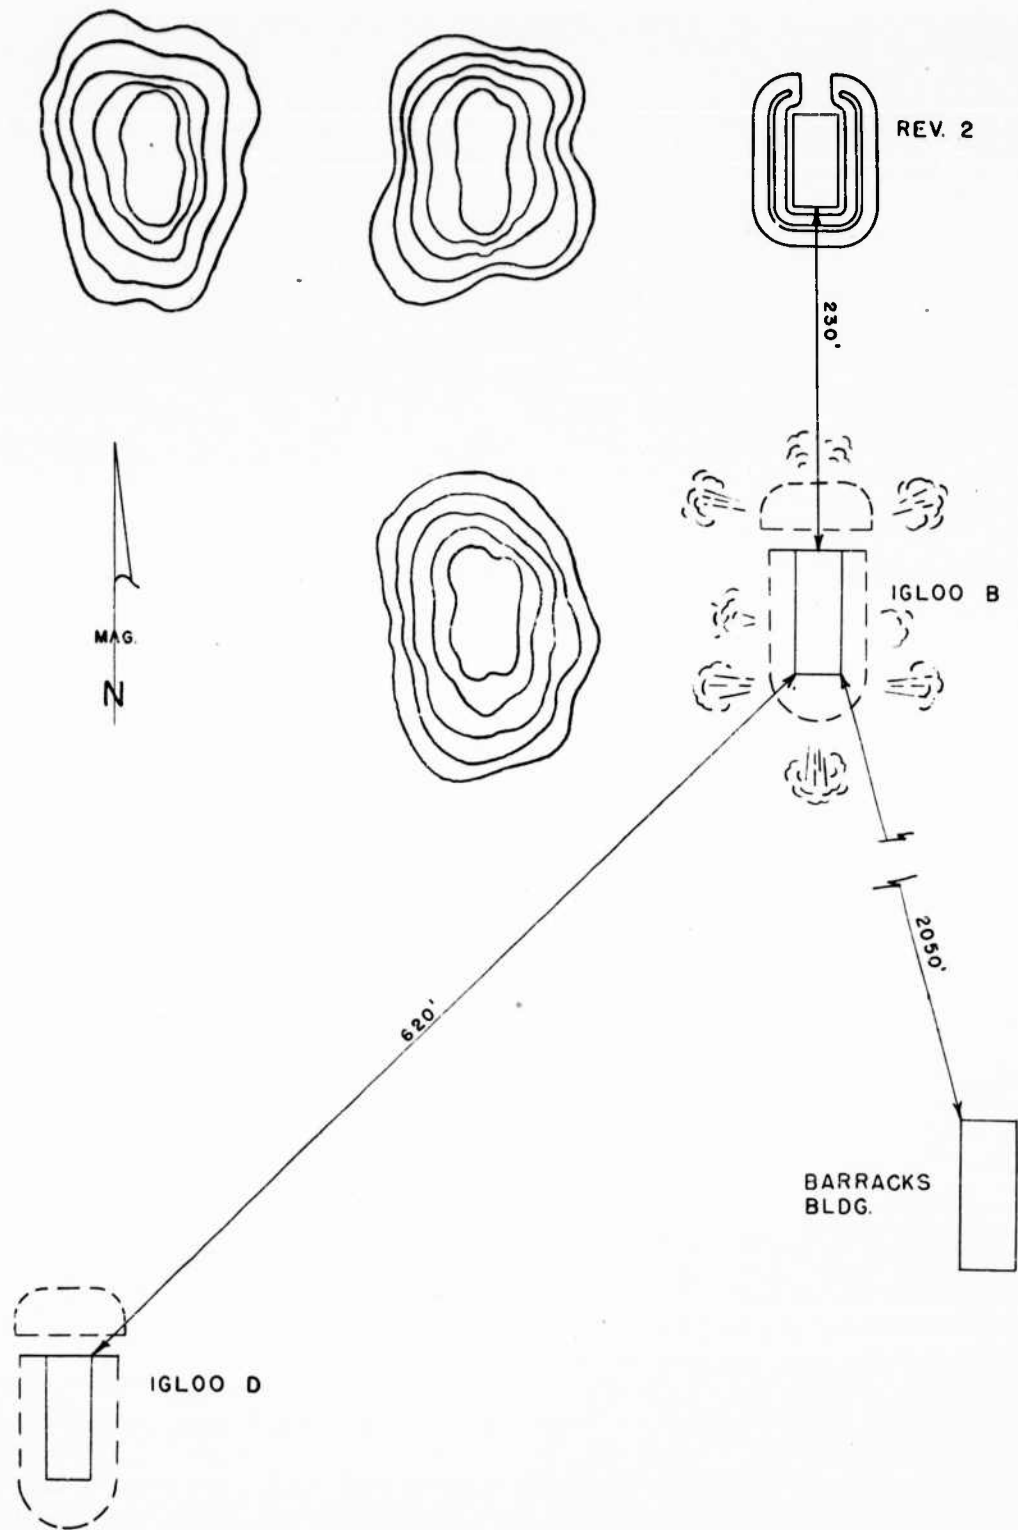 REV. 2
230'
IGLOO B
MAG.
N
2050'
620'
BARRACKS
BLDG.
IGLOO D